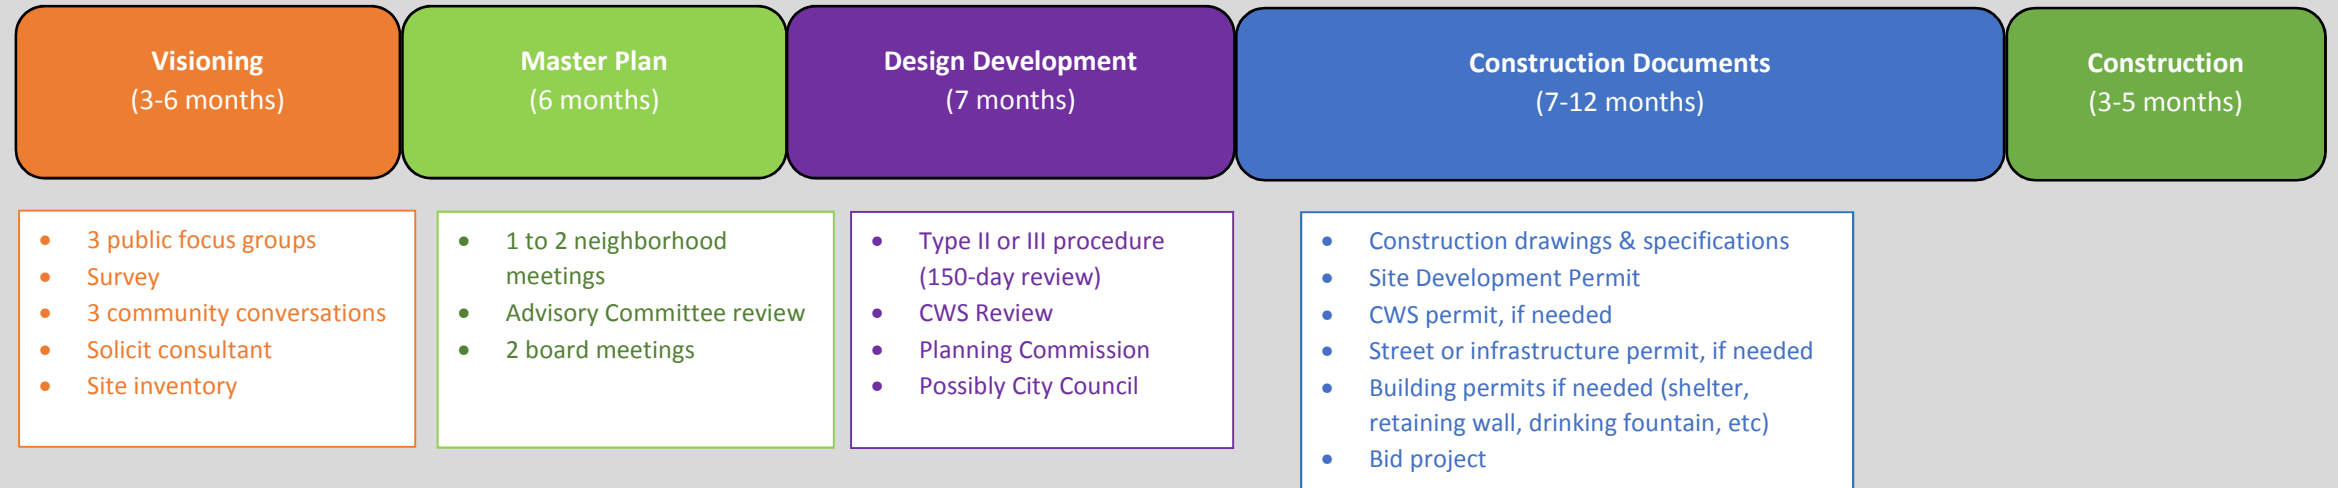 Visioning
(3-6 months)
Master Plan
(6 months)
Design Development
(7 months)
Construction Documents
(7-12 months)
Construction
(3-5 months)
• 3 public focus groups
• Survey
• 3 community conversations
• Solicit consultant
• Site inventory
• 1 to 2 neighborhood
meetings
• Advisory Committee review
• 2 board meetings
• Type II or III procedure
(150-day review)
• CWS Review
• Planning Commission
• Possibly City Council
• Construction drawings & specifications
• Site Development Permit
• CWS permit, if needed
• Street or infrastructure permit, if needed
• Building permits if needed (shelter,
retaining wall, drinking fountain, etc)
• Bid project